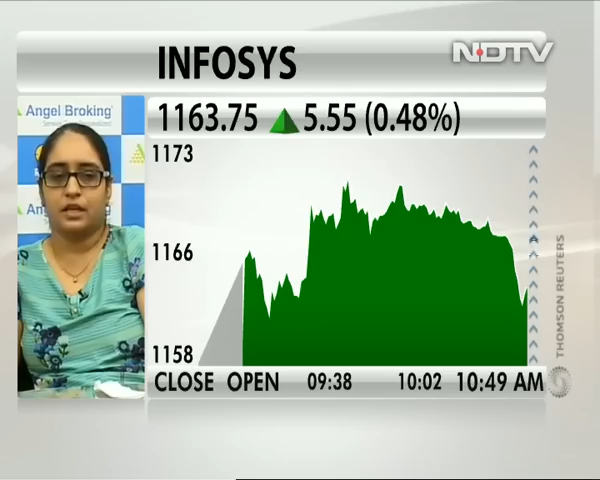 INFOSYS
NDTV
Angel Broking
1163.75 5.55 (0.48%)
1173
1166
1158
CLOSE OPEN 09:38 10:02 10:49 AM
THOMSON REUTERS